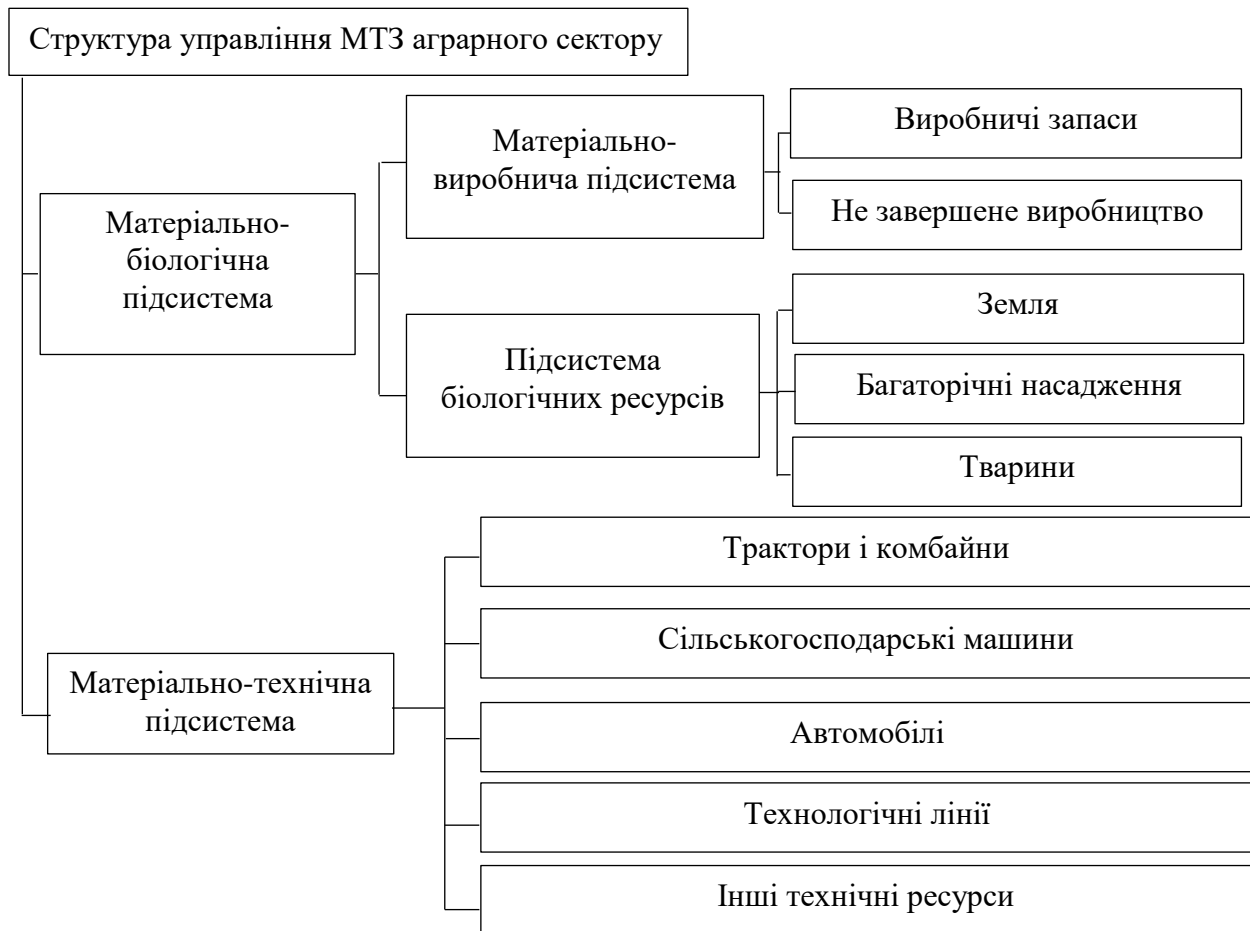 Структура управління МТЗ аграрного сектору
Матеріально-
біологічна
підсистема
Матеріально-
виробнича підсистема
Виробничі запаси
Не завершене виробництво
Підсистема
біологічних ресурсів
Земля
Багаторічні насадження
Тварини
Матеріально-технічна
підсистема
Трактори і комбайни
Сільськогосподарські машини
Автомобілі
Технологічні лінії
Інші технічні ресурси